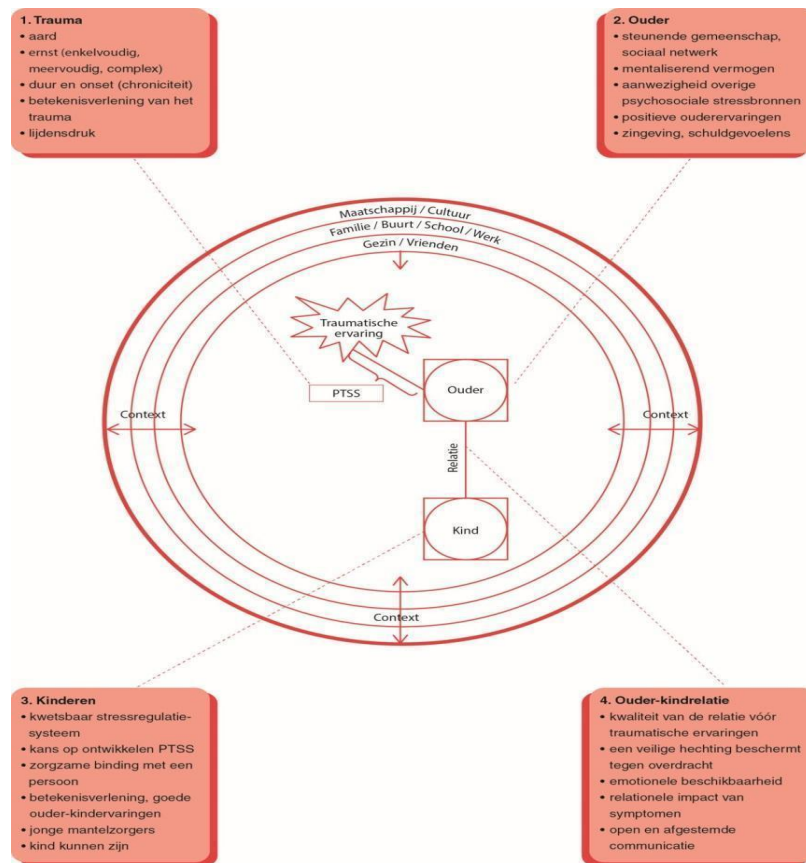 1. Trauma
• aard
• ernst (enkelvoudig,
meervoudig, complex)
• duur en onset (chroniciteit)
• betekenisverlening van het
trauma
• lijdensdruk
2. Ouder
• steunende gemeenschap,
sociaal netwerk
• mentaliserend vermogen
• aanwezigheid overige
psychosociale stressbronnen
• positieve ouderervaringen
• zingeving, schuldgevoelens
Maatschappij / Cultuur
Familie / Buurt / School / Werk
Gezin / Vrienden
Traumatische
ervaring
PTSS
Ouder
Context
Context
Relatie
Kind
Context
3. Kinderen
• kwetsbaar stressregulatie-
systeem
• kans op ontwikkelen PTSS
• zorgzame binding met een
persoon
• betekenisverlening, goede
ouder-kindervaringen
• jonge mantelzorgers
• kind kunnen zijn
4. Ouder-kindrelatie
• kwaliteit van de relatie vóór
traumatische ervaringen
• een veilige hechting beschermt
tegen overdracht
• emotionele beschikbaarheid
• relationele impact van
symptomen
• open en afgestemde
communicatie